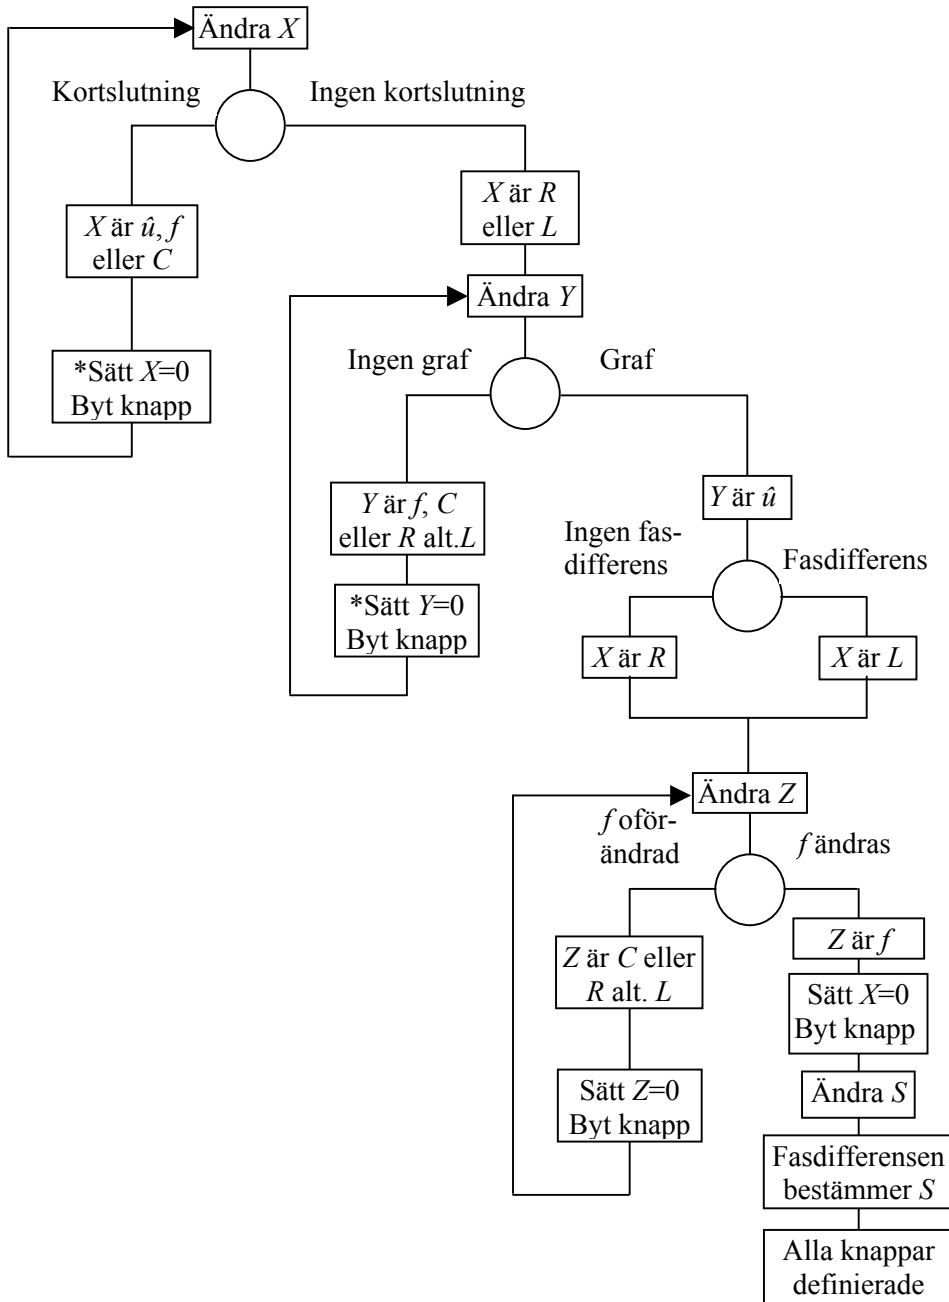 Ändra X
Kortslutning
Ingen kortslutning
X är R
eller L
X är û, f
eller C
Ändra Y
*Sätt X=0
Byt knapp
Ingen graf
Graf
Y är f, C
eller R alt.L
Y är û
Ingen fas-
differens
Fasdifferens
*Sätt Y=0
Byt knapp
X är R
X är L
Ändra Z
f oför-
ändrad
f ändras
Z är C eller
R alt. L
Z är f
Sätt X=0
Byt knapp
Sätt Z=0
Byt knapp
Ändra S
Fasdifferensen
bestämmer S
Alla knappar
definierade